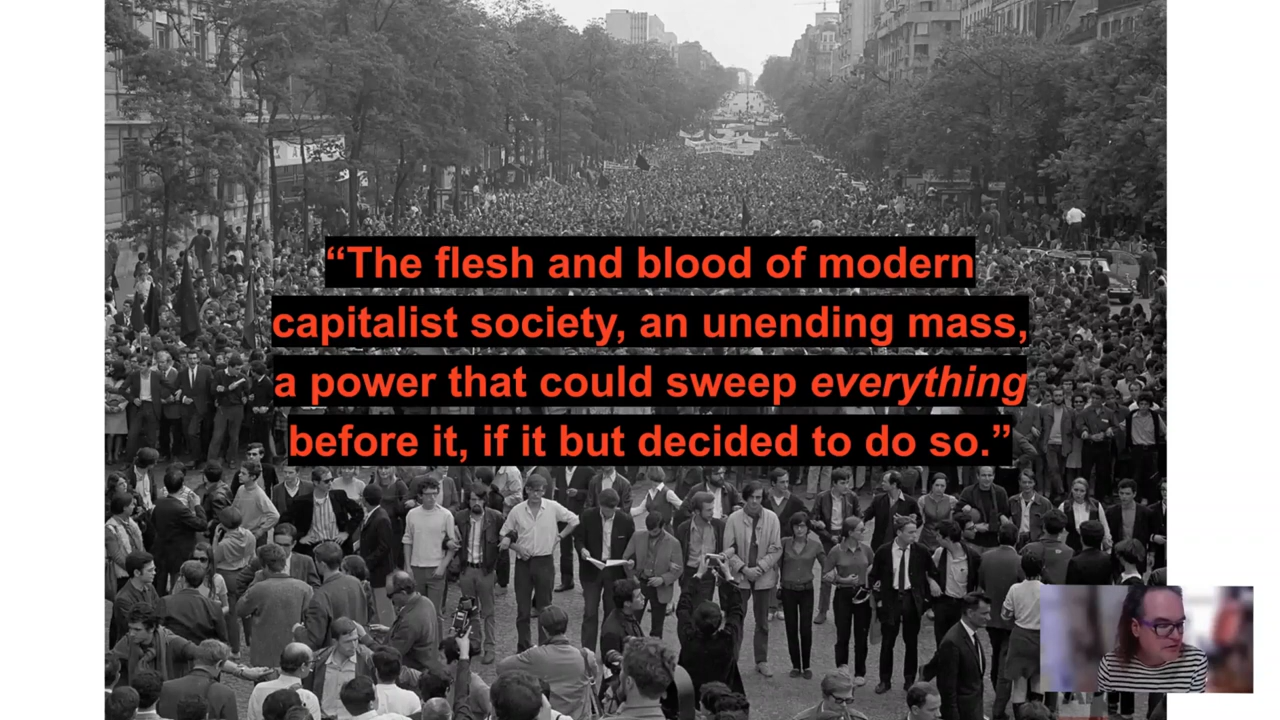 “The flesh and blood of modern
capitalist society, an unending mass,
a power that could sweep everything
before it, if it but decided to do so.”